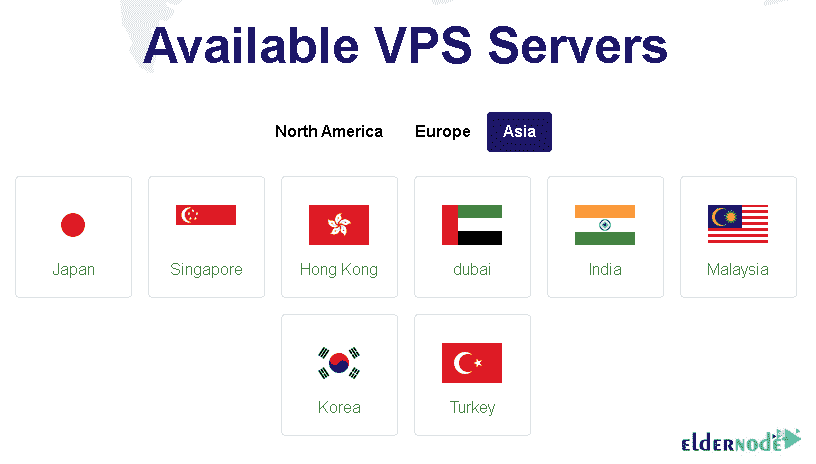 Available VPS Servers
North America Europe Asia
Japan Singapore Hong Kong dubai India Malaysia
Korea Turkey
ELDERNODE